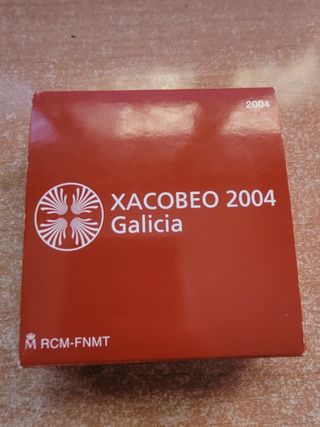 2004
XACOBEO 2004
Galicia
M RCM-FNMT